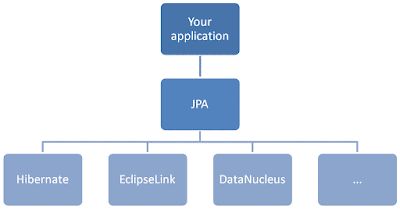 Your
application
JPA
Hibernate
EclipseLink
DataNucleus
...